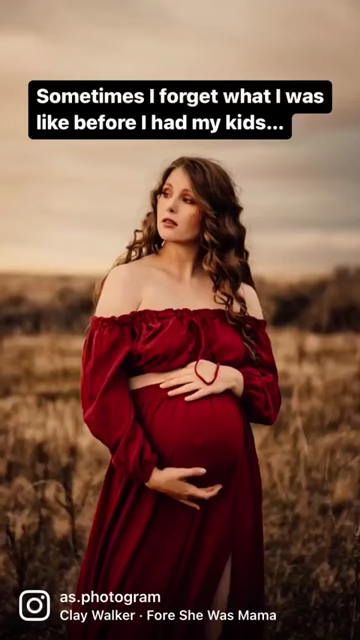 Sometimes I forget what I was
like before I had my kids...
as.photogram
Clay Walker · Fore She Was Mama